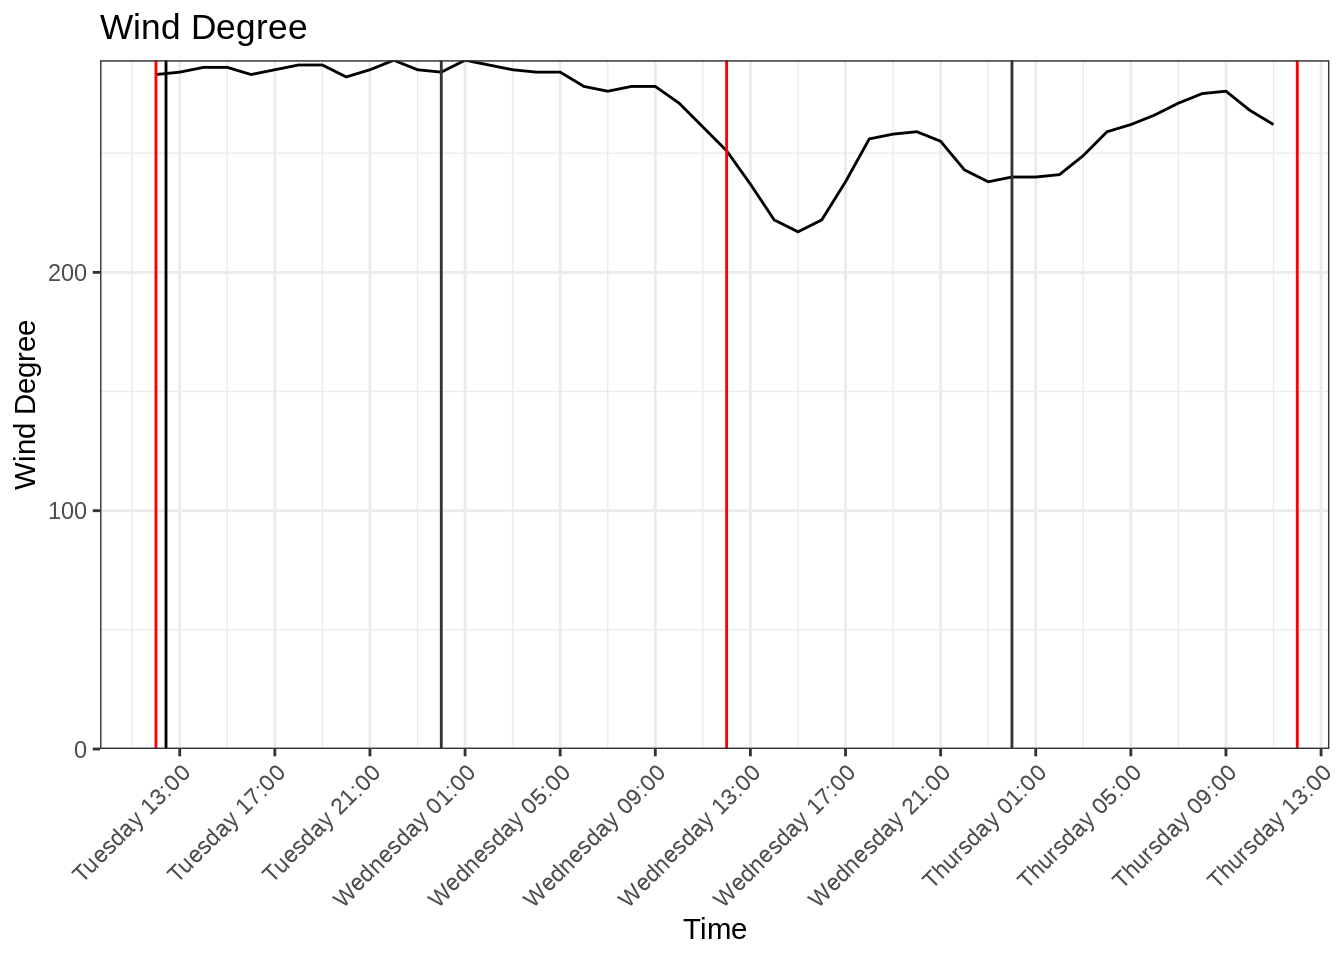 Wind Degree
Wind Degree
200
100
0
Tuesday 13:00
Tuesday 17:00
Tuesday 21:00
Wednesday 01:00
Wednesday 05:00
Wednesday 09:00
Wednesday 13:00
Wednesday 17:00
Wednesday 21:00
Thursday 01:00
Thursday 05:00
Thursday 09:00
Thursday 13:00
Time